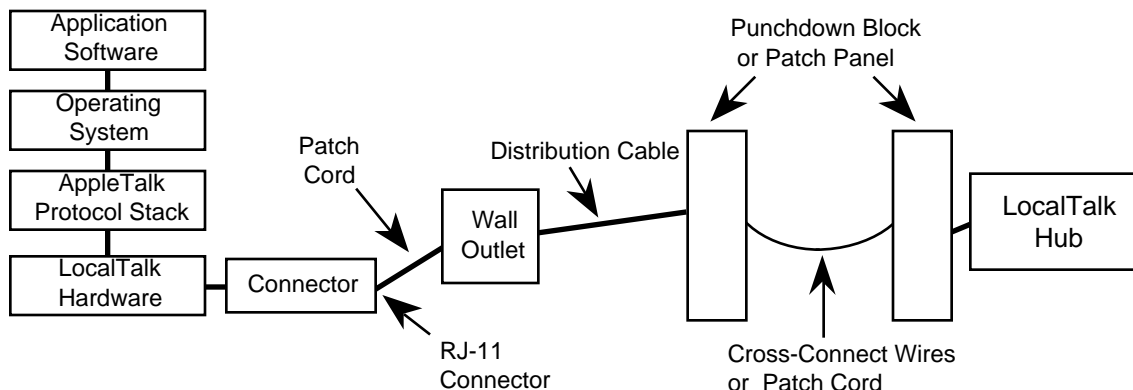 Application
Software
Operating
System
AppleTalk
Protocol Stack
LocalTalk
Hardware
Connector
Patch
Cord
RJ-11
Connector
Wall
Outlet
Distribution Cable
Punchdown Block
or Patch Panel
Cross-Connect Wires
or Patch Cord
LocalTalk
Hub